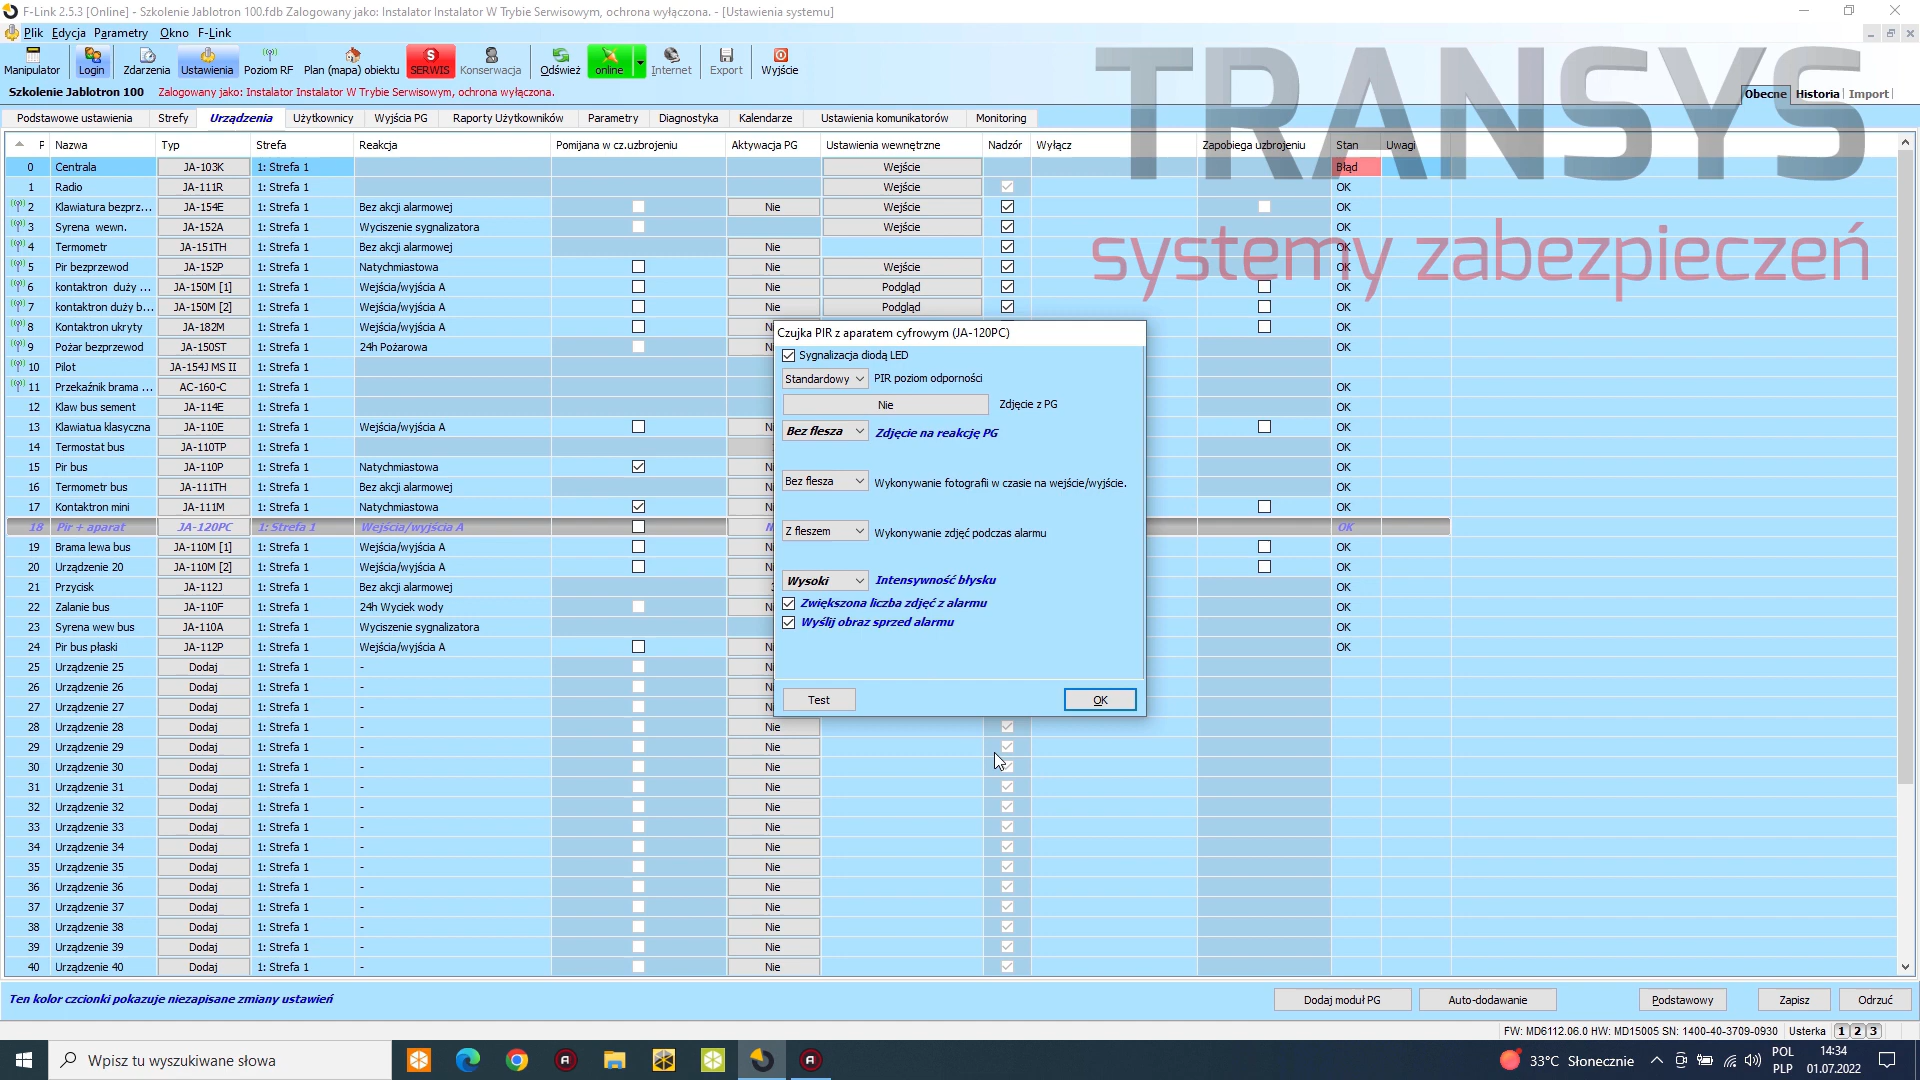 F-Link 2.5.3 [Online] - Szkolenie Jablotron 100.fdb Zalogowany jako: Instalator Instalator W Trybie Serwisowym, ochrona wyłączona. - [Ustawienia systemu]
Plik Edycja Parametry Okno F-Link
Manipulator Login Zdarzenia Ustawienia Poziom RF Plan (mapa) obiektu SERWIS Konserwacja Odśwież online Internet Export Wyjście
TRANSYS
systemy zabezpieczeń
Szkolenie Jablotron 100 Zalogowany jako: Instalator Instalator W Trybie Serwisowym, ochrona wyłączona. Obecne Historia Import
Podstawowe ustawienia Strefy Urządzenia Użytkownicy Wyjścia PG Raporty Użytkowników Parametry Diagnostyka Kalendarze Ustawienia komunikatorów Monitoring
P Nazwa Typ Strefa Reakcja Pomijana w cz.uzbrojeniu Aktywacja PG Ustawienia wewnętrzne Nadzór Wyłącz Zapobiega uzbrojeniu Stan Uwagi
0 Centrala JA-103K 1: Strefa 1 Wejście Błąd
1 Radio JA-111R 1: Strefa 1 Wejście OK
2 Klawiatura bezprz... JA-154E 1: Strefa 1 Bez akcji alarmowej Nie Wejście OK
3 Syrena wewn. JA-152A 1: Strefa 1 Wyciszenie sygnalizatora Wejście OK
4 Termometr JA-151TH 1: Strefa 1 Bez akcji alarmowej Nie OK
5 Pir bezprzewod JA-152P 1: Strefa 1 Natychmiastowa Nie Wejście OK
6 kontaktron duży ... JA-150M [1] 1: Strefa 1 Wejścia/wyjścia A Nie Podgląd OK
7 kontaktron duży b... JA-150M [2] 1: Strefa 1 Wejścia/wyjścia A Nie Podgląd OK
8 Kontaktron ukryty JA-182M 1: Strefa 1 Wejścia/wyjścia A OK
9 Pożar bezprzewod JA-150ST 1: Strefa 1 24h Pożarowa OK
10 Pilot JA-154J MS II 1: Strefa 1
11 Przekaźnik brama ... AC-160-C 1: Strefa 1 OK
12 Klaw bus sement JA-114E 1: Strefa 1 OK
13 Klawiatua klasyczna JA-110E 1: Strefa 1 Wejścia/wyjścia A OK
14 Termostat bus JA-110TP 1: Strefa 1 OK
15 Pir bus JA-110P 1: Strefa 1 Natychmiastowa OK
16 Termometr bus JA-111TH 1: Strefa 1 Bez akcji alarmowej OK
17 Kontaktron mini JA-111M 1: Strefa 1 Natychmiastowa OK
18 Pir + aparat JA-120PC 1: Strefa 1 Wejścia/wyjścia A OK
19 Brama lewa bus JA-110M [1] 1: Strefa 1 Wejścia/wyjścia A OK
20 Urządzenie 20 JA-110M [2] 1: Strefa 1 Wejścia/wyjścia A OK
21 Przycisk JA-112J 1: Strefa 1 Bez akcji alarmowej OK
22 Zalanie bus JA-110F 1: Strefa 1 24h Wyciek wody OK
23 Syrena wew bus JA-110A 1: Strefa 1 Wyciszenie sygnalizatora OK
24 Pir bus płaski JA-112P 1: Strefa 1 Wejścia/wyjścia A OK
25 Urządzenie 25 Dodaj 1: Strefa 1 -
26 Urządzenie 26 Dodaj 1: Strefa 1 -
27 Urządzenie 27 Dodaj 1: Strefa 1 -
28 Urządzenie 28 Dodaj 1: Strefa 1 - Nie
29 Urządzenie 29 Dodaj 1: Strefa 1 - Nie
30 Urządzenie 30 Dodaj 1: Strefa 1 - Nie
31 Urządzenie 31 Dodaj 1: Strefa 1 - Nie
32 Urządzenie 32 Dodaj 1: Strefa 1 - Nie
33 Urządzenie 33 Dodaj 1: Strefa 1 - Nie
34 Urządzenie 34 Dodaj 1: Strefa 1 - Nie
35 Urządzenie 35 Dodaj 1: Strefa 1 - Nie
36 Urządzenie 36 Dodaj 1: Strefa 1 - Nie
37 Urządzenie 37 Dodaj 1: Strefa 1 - Nie
38 Urządzenie 38 Dodaj 1: Strefa 1 - Nie
39 Urządzenie 39 Dodaj 1: Strefa 1 - Nie
40 Urządzenie 40 Dodaj 1: Strefa 1 - Nie
Czujka PIR z aparatem cyfrowym (JA-120PC)
Sygnalizacja diodą LED
Standardowy PIR poziom odporności
Nie Zdjęcie z PG
Bez flesza Zdjęcie na reakcję PG
Bez flesza Wykonywanie fotografii w czasie na wejście/wyjście.
Z fleszem Wykonywanie zdjęć podczas alarmu
Wysoki Intensywność błysku
Zwiększona liczba zdjęć z alarmu
Wyślij obraz sprzed alarmu
Test OK
Ten kolor czcionki pokazuje niezapisane zmiany ustawień Dodaj moduł PG Auto-dodawanie Podstawowy Zapisz Odrzuć
FW: MD6112.06.0 HW: MD15005 SN: 1400-40-3709-0930 Usterka 1 2 3
Wpisz tu wyszukiwane słowa 33°C Słonecznie POL 14:34
PLP 01.07.2022